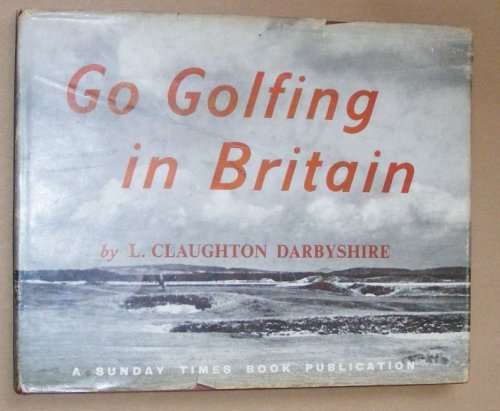 Go Golfing
in Britain
by L. CLAUGHTON DARBYSHIRE
A SUNDAY TIMES BOOK PUBLICATION